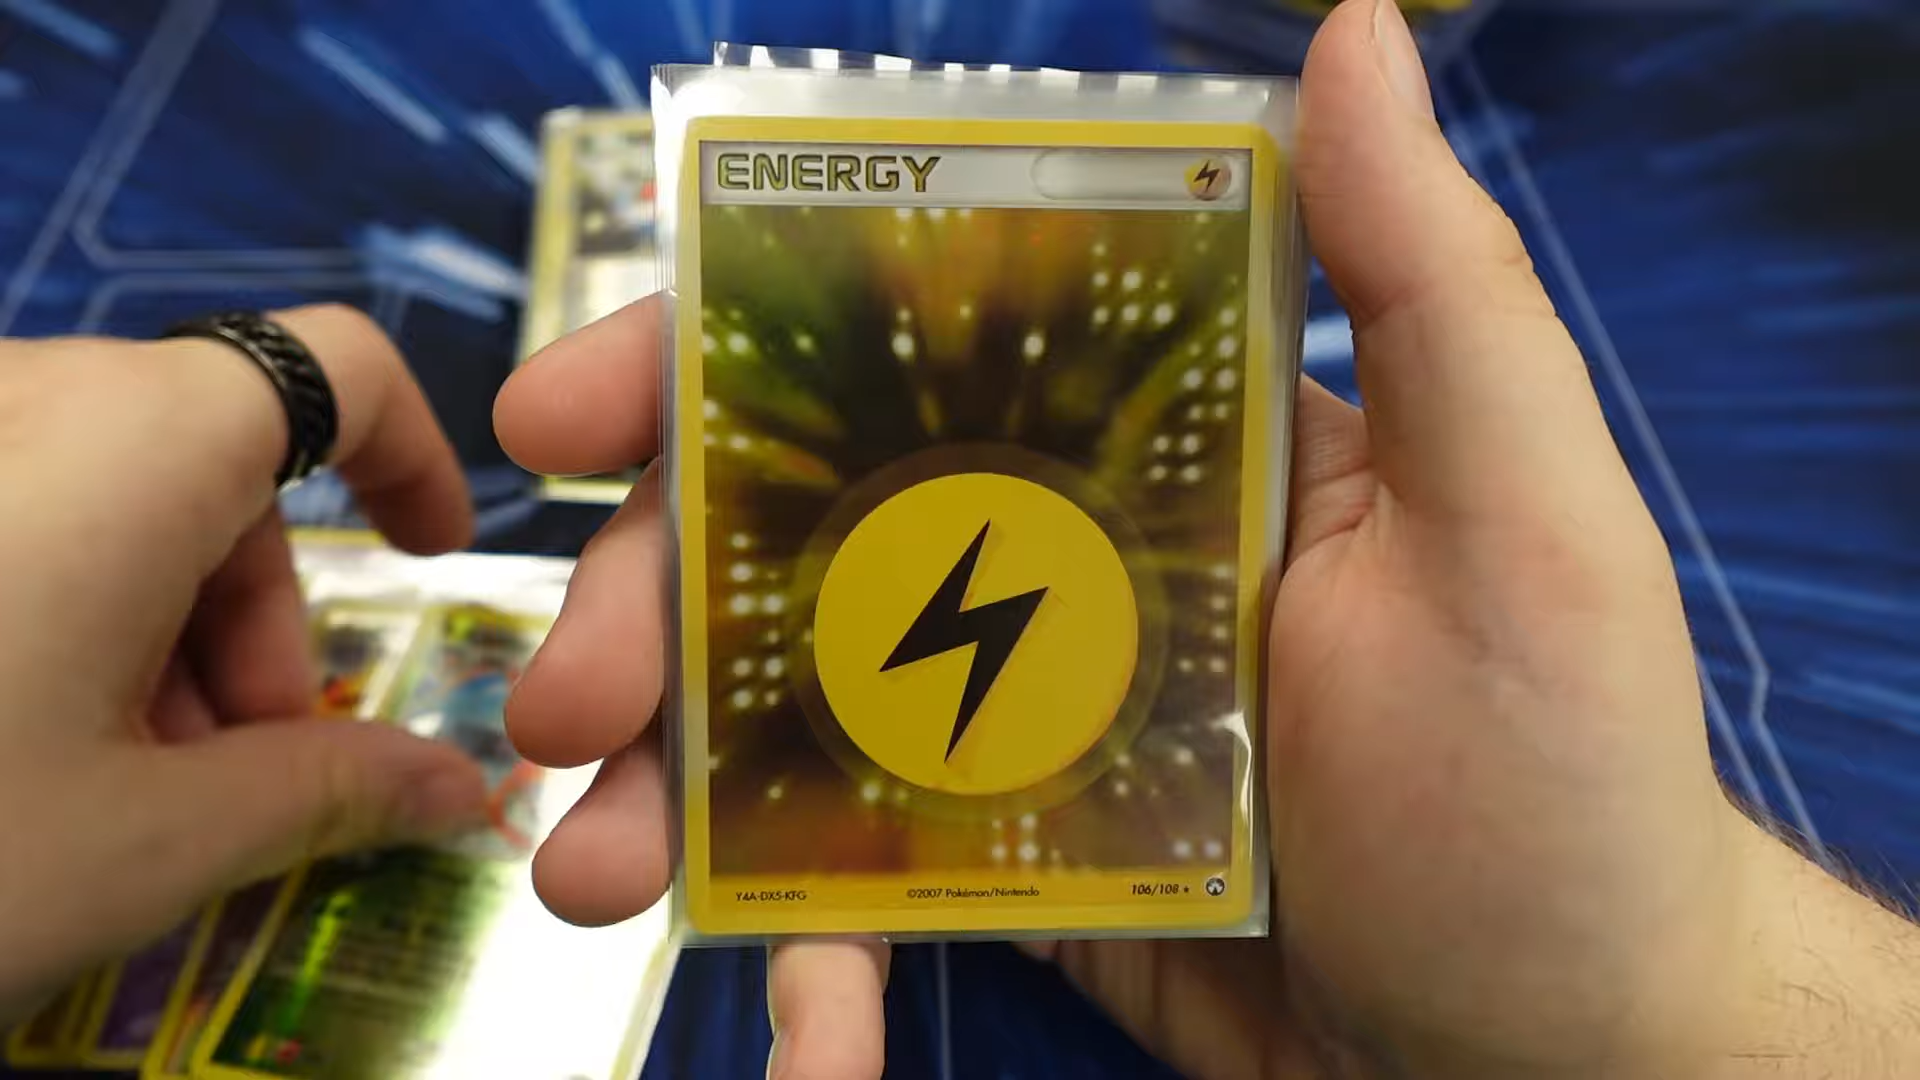 ENERGY
Y4A-DX5-KFG ©2007 Pokémon/Nintendo 106/108 ★